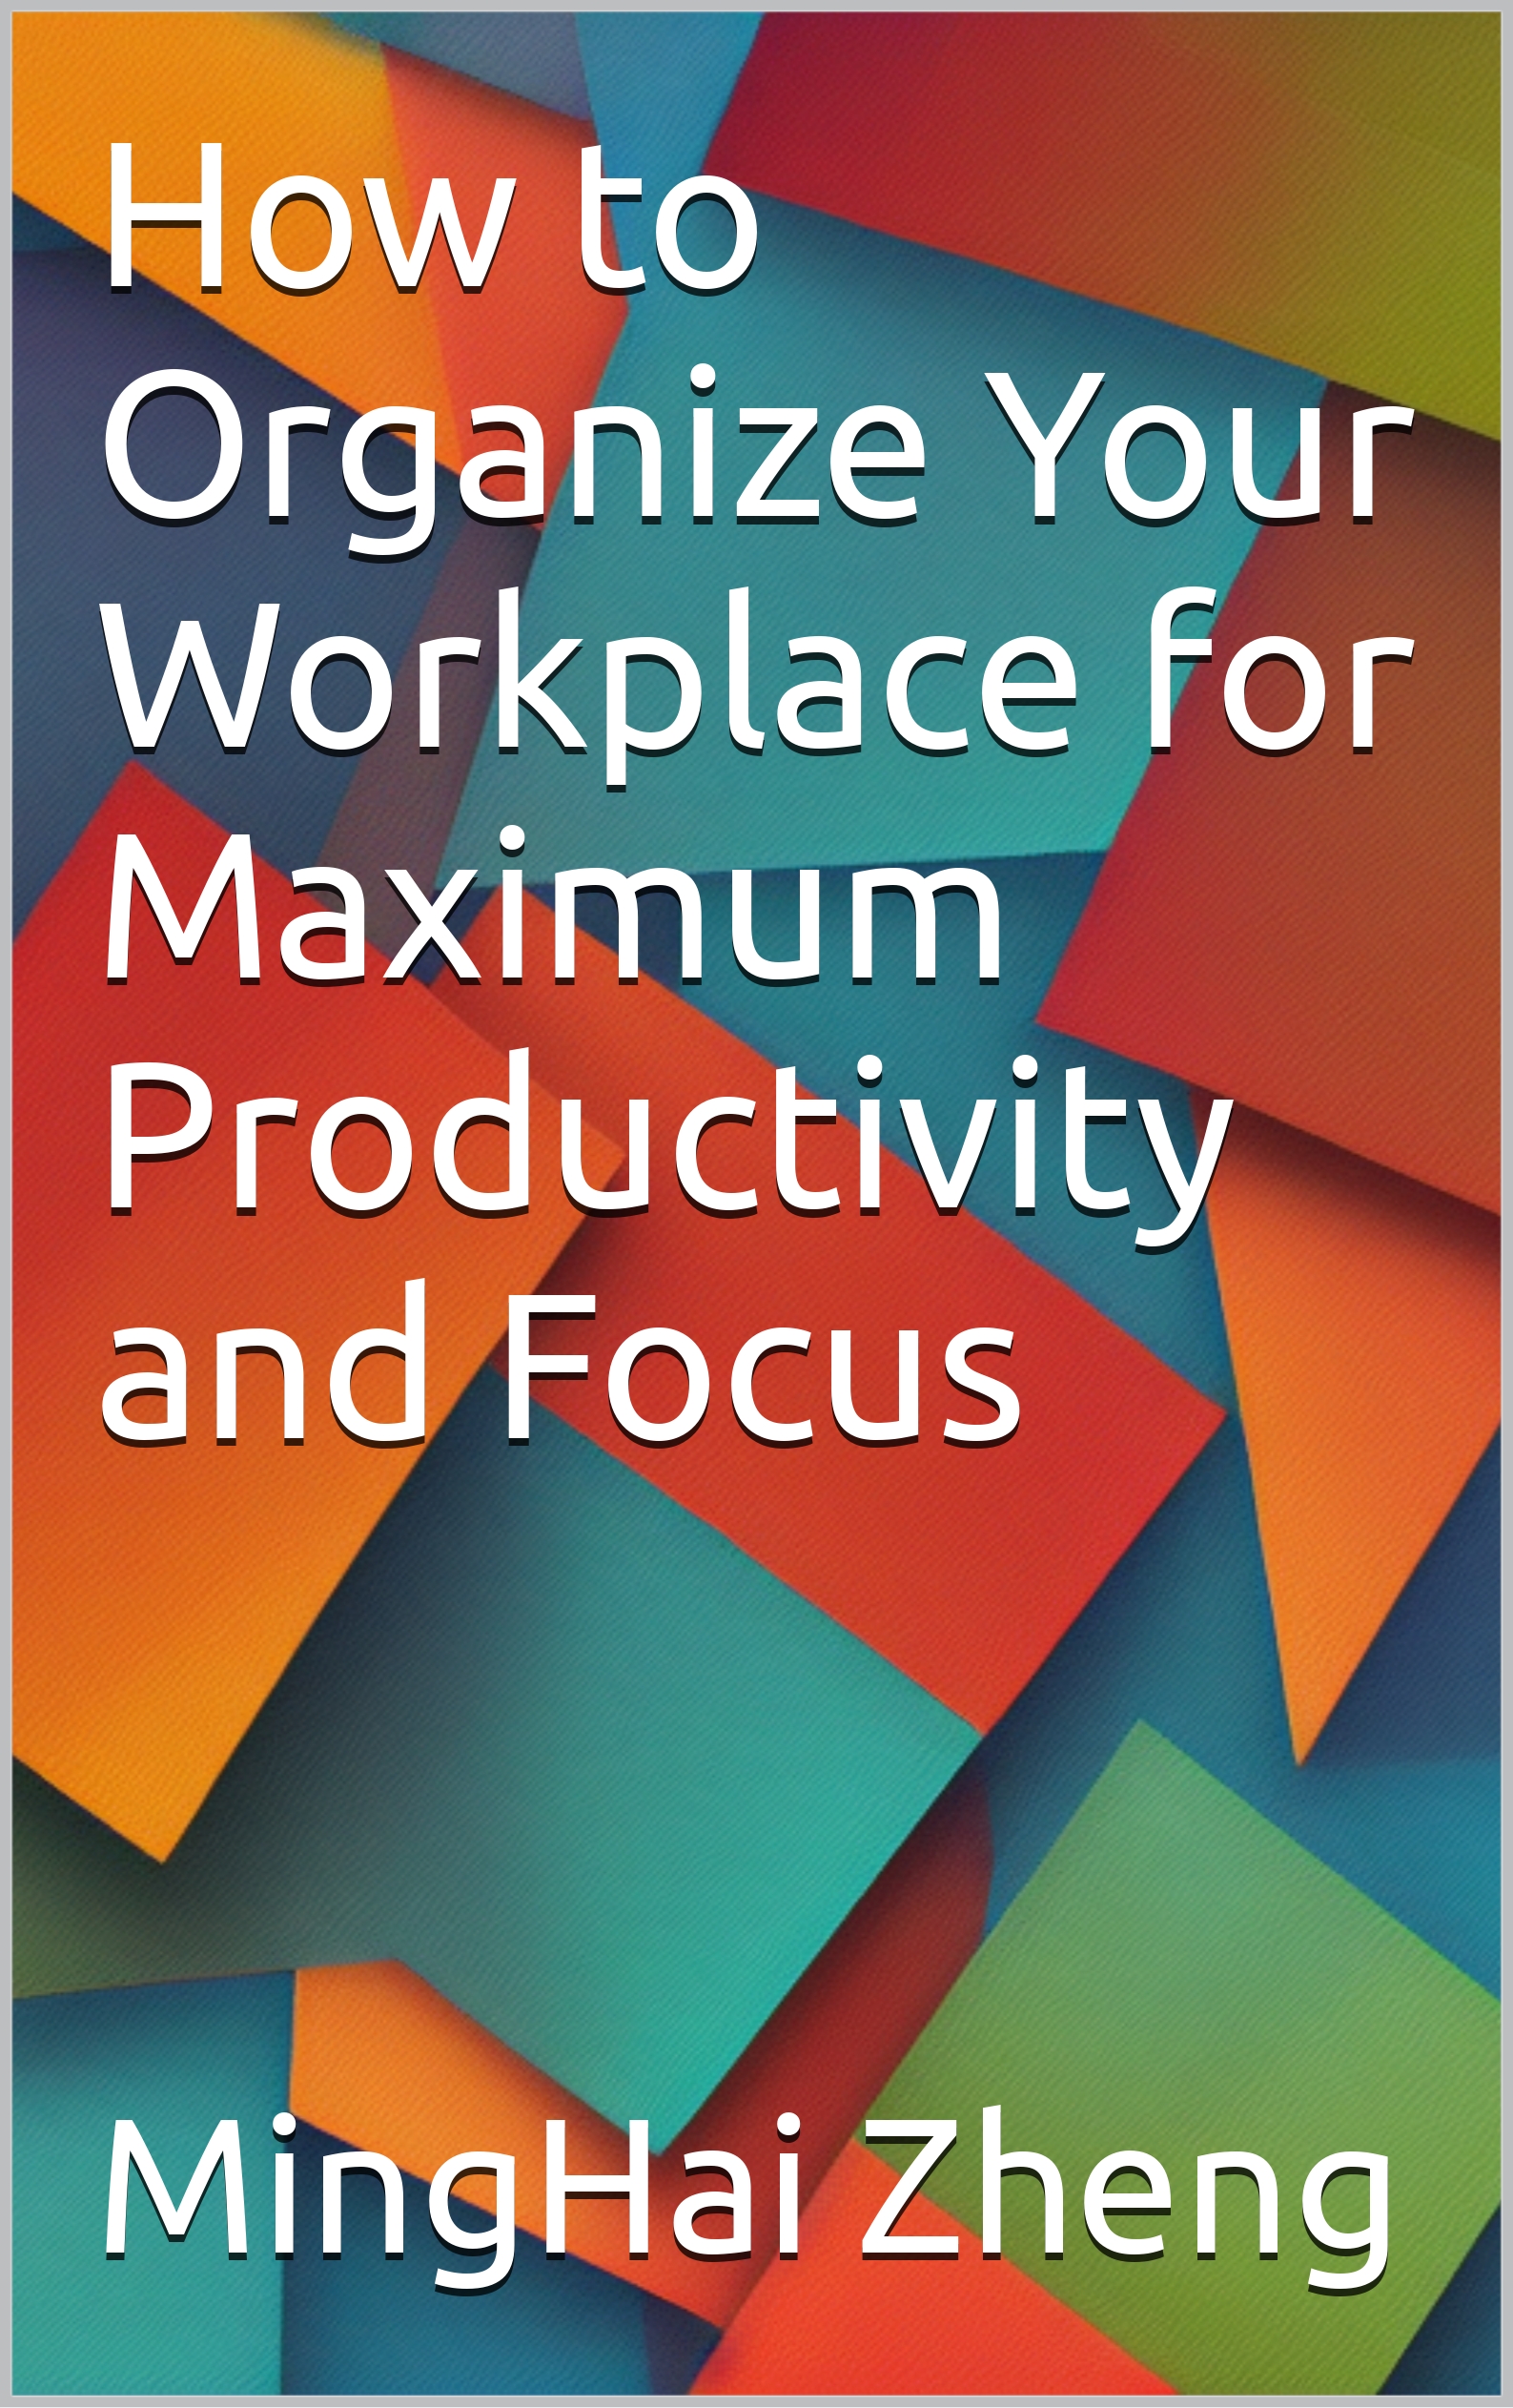 How to
Organize Your
Workplace for
Maximum
Productivity
and Focus
MingHai Zheng